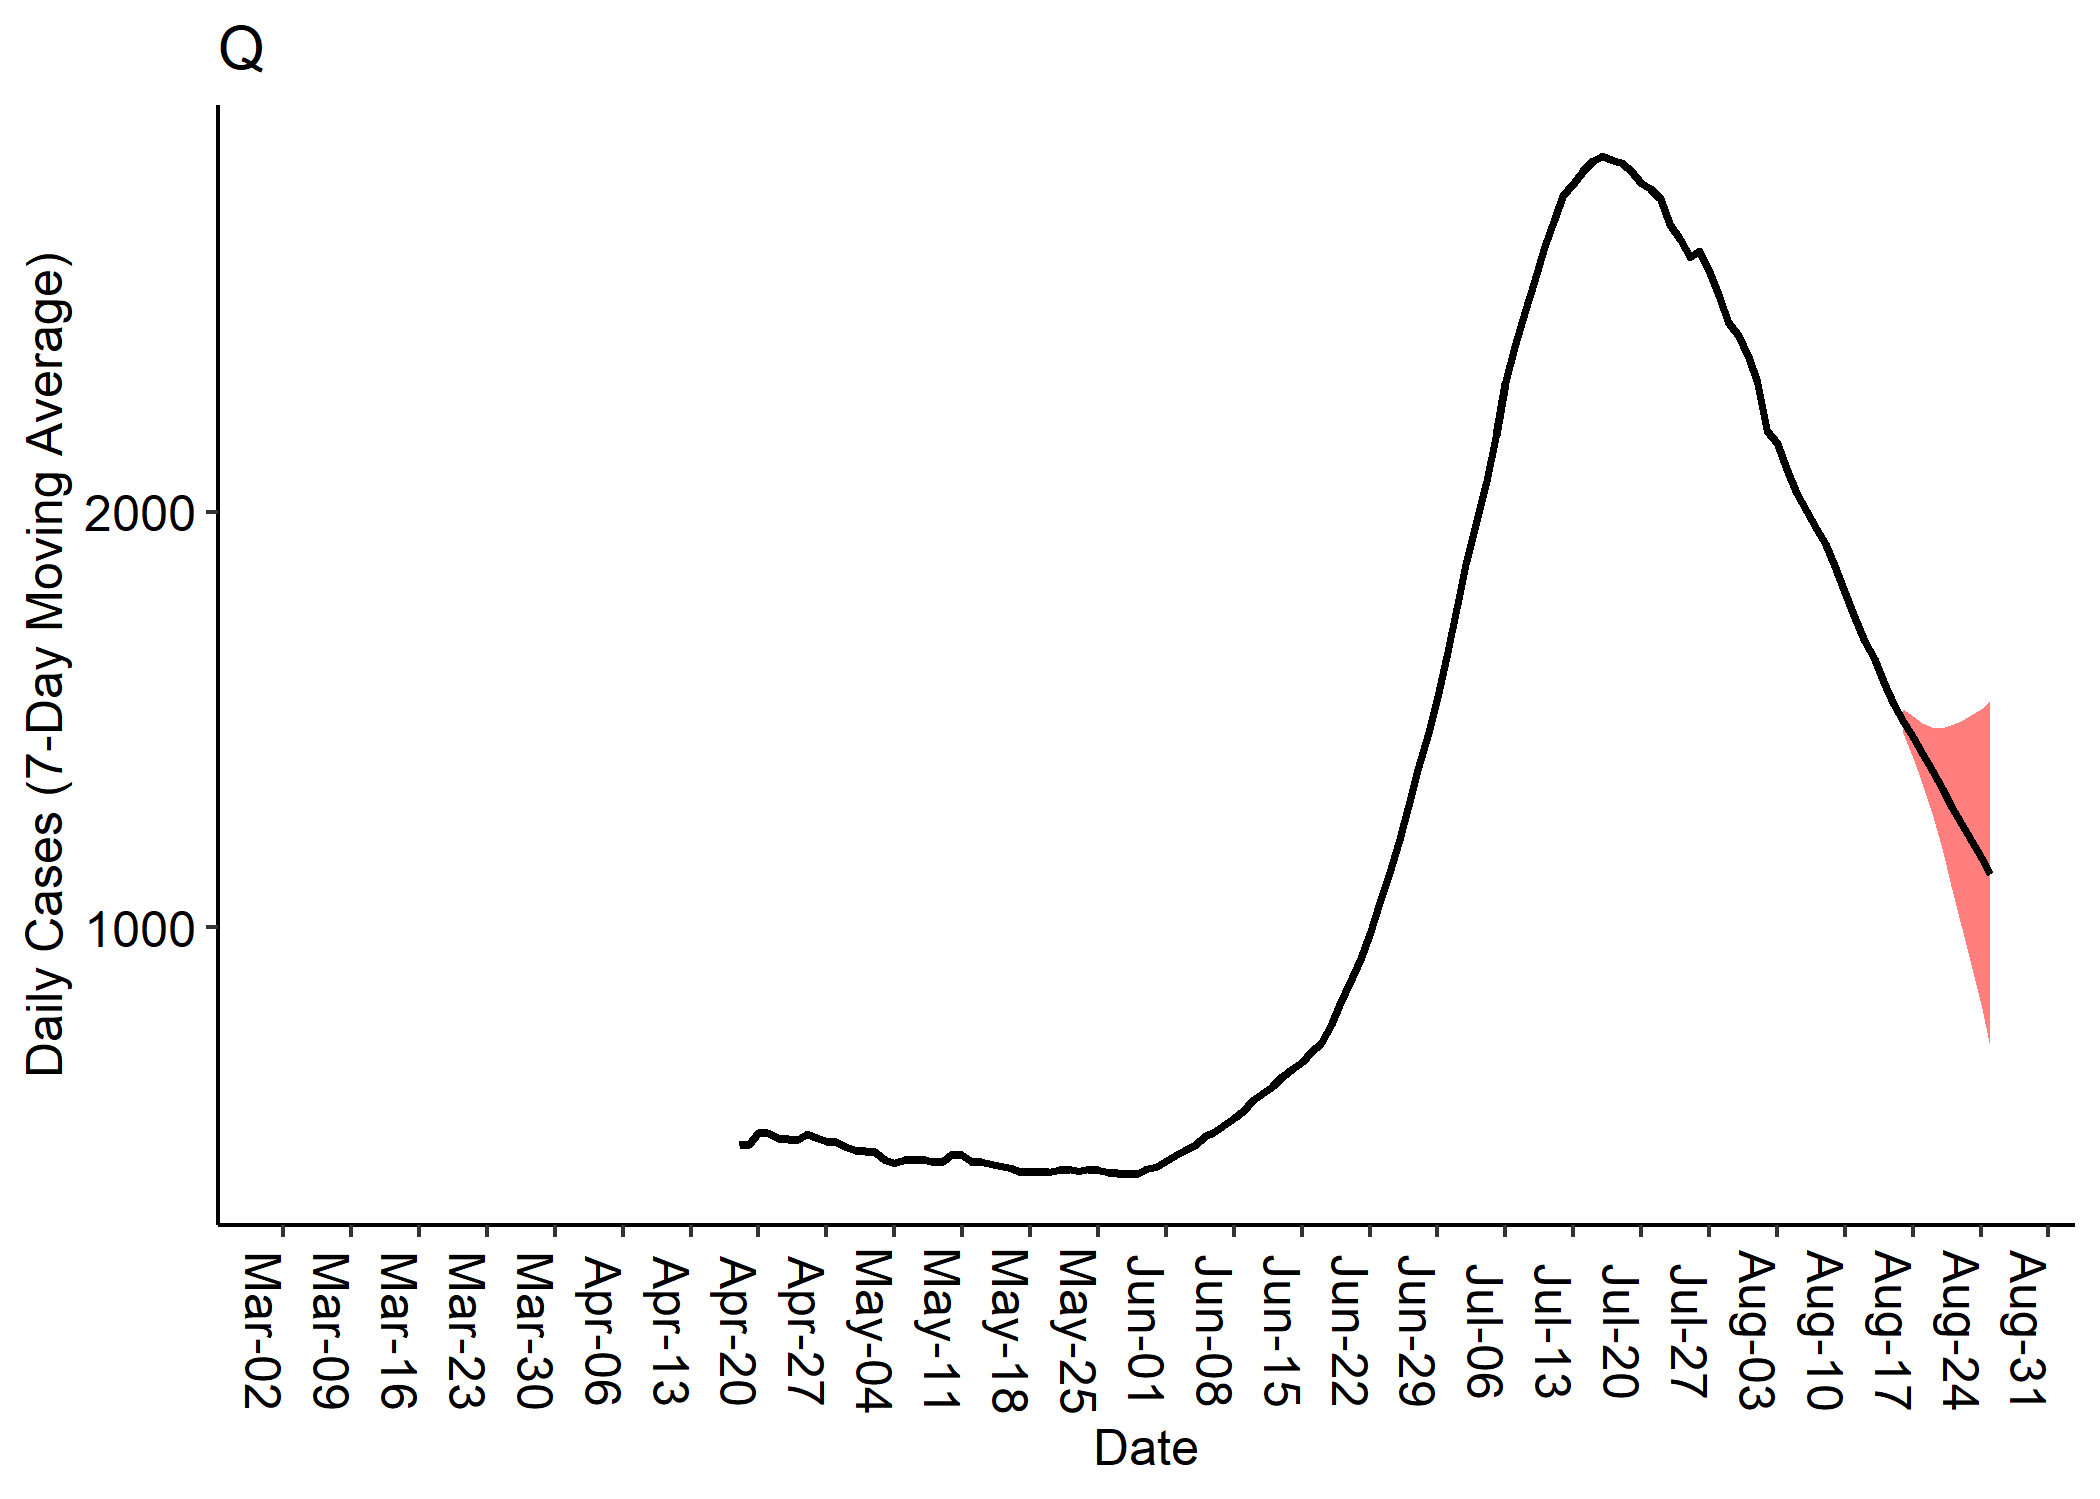 Q
Daily Cases (7-Day Moving Average)
2000
1000
Mar-02
Mar-09
Mar-16
Mar-23
Mar-30
Apr-06
Apr-13
Apr-20
Apr-27
May-04
May-11
May-18
May-25
Jun-01
Jun-08
Jun-15
Jun-22
Jun-29
Jul-06
Jul-13
Jul-20
Jul-27
Aug-03
Aug-10
Aug-17
Aug-24
Aug-31
Date